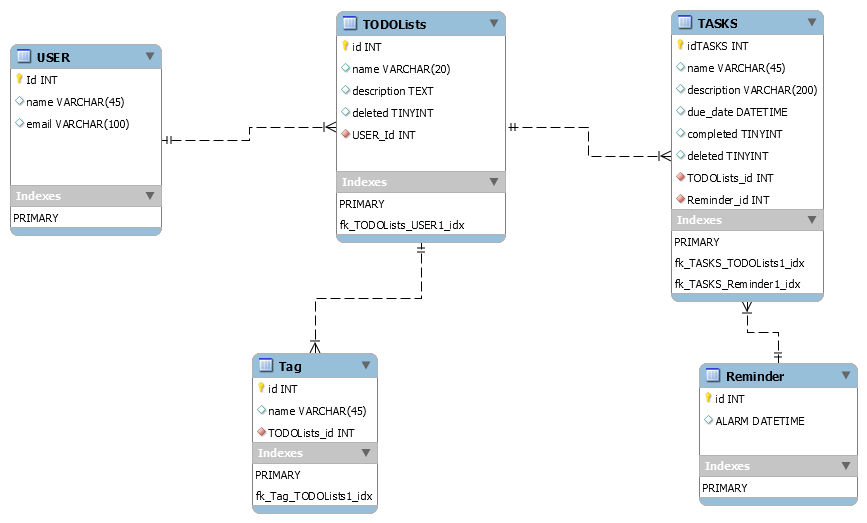 USER
Id INT
name VARCHAR(45)
email VARCHAR(100)
Indexes
PRIMARY
TODOLists
id INT
name VARCHAR(20)
description TEXT
deleted TINYINT
USER_Id INT
Indexes
PRIMARY
fk_TODOLists_USER1_idx
TASKS
idTASKS INT
name VARCHAR(45)
description VARCHAR(200)
due_date DATETIME
completed TINYINT
deleted TINYINT
TODOLists_id INT
Reminder_id INT
Indexes
PRIMARY
fk_TASKS_TODOLists1_idx
fk_TASKS_Reminder1_idx
Tag
id INT
name VARCHAR(45)
TODOLists_id INT
Indexes
PRIMARY
fk_Tag_TODOLists1_idx
Reminder
id INT
ALARM DATETIME
Indexes
PRIMARY